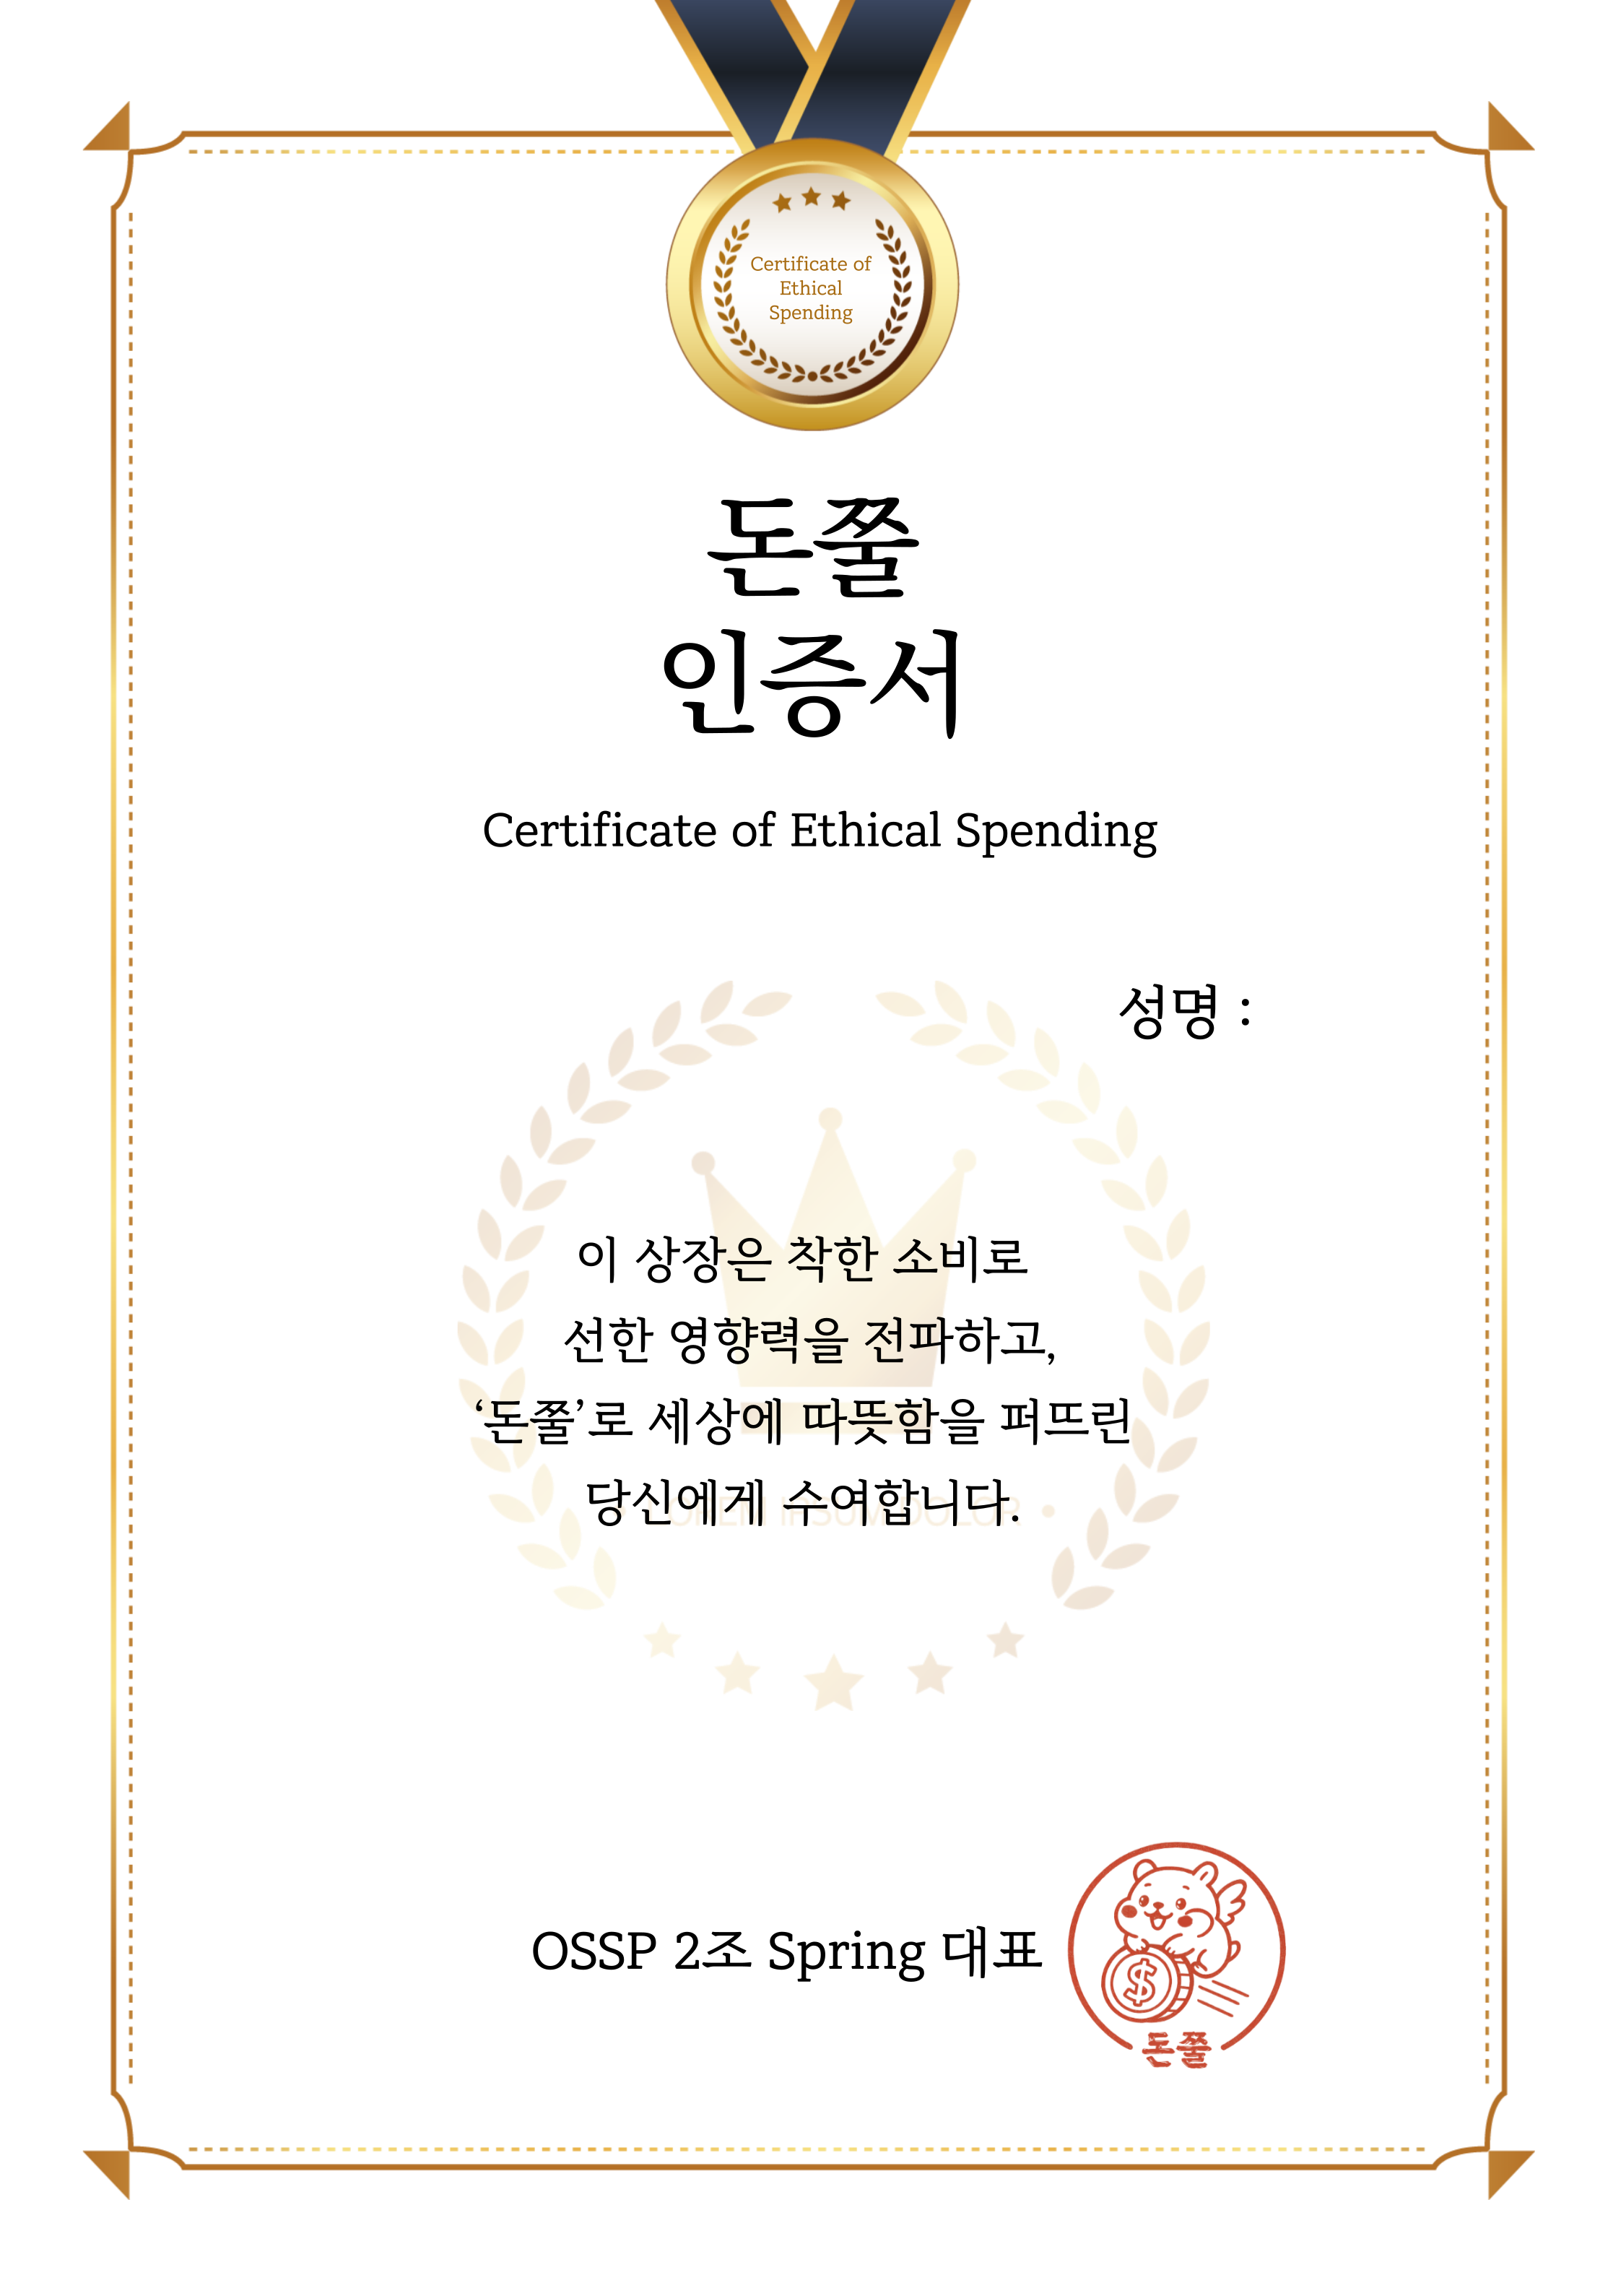 Certificate of
Ethical
Spending
돈쭐
인증서
Certificate of Ethical Spending
성명 :
이 상장은 착한 소비로
선한 영향력을 전파하고,
‘돈쭐’로 세상에 따뜻함을 퍼뜨린
당신에게 수여합니다.
LOREM IPSUM DOLOR
OSSP 2조 Spring 대표
돈쭐